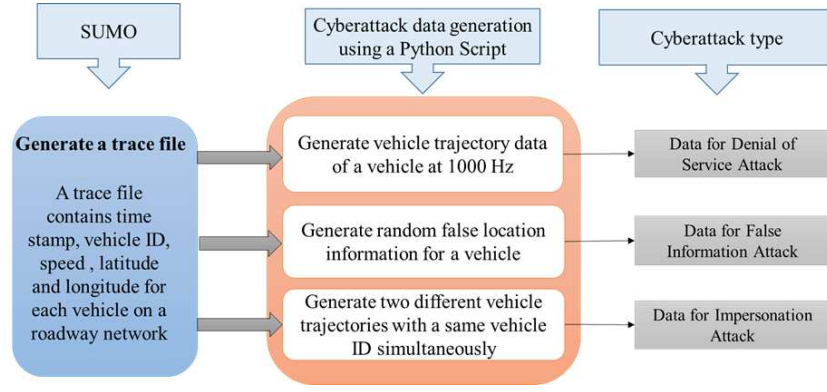 SUMO
Cyberattack data generation
using a Python Script
Cyberattack type
Generate a trace file
A trace file
contains time
stamp, vehicle ID,
speed , latitude
and longitude for
each vehicle on a
roadway network
Generate vehicle trajectory data
of a vehicle at 1000 Hz
Data for Denial of
Service Attack
Generate random false location
information for a vehicle
Data for False
Information Attack
Generate two different vehicle
trajectories with a same vehicle
ID simultaneously
Data for Impersonation
Attack